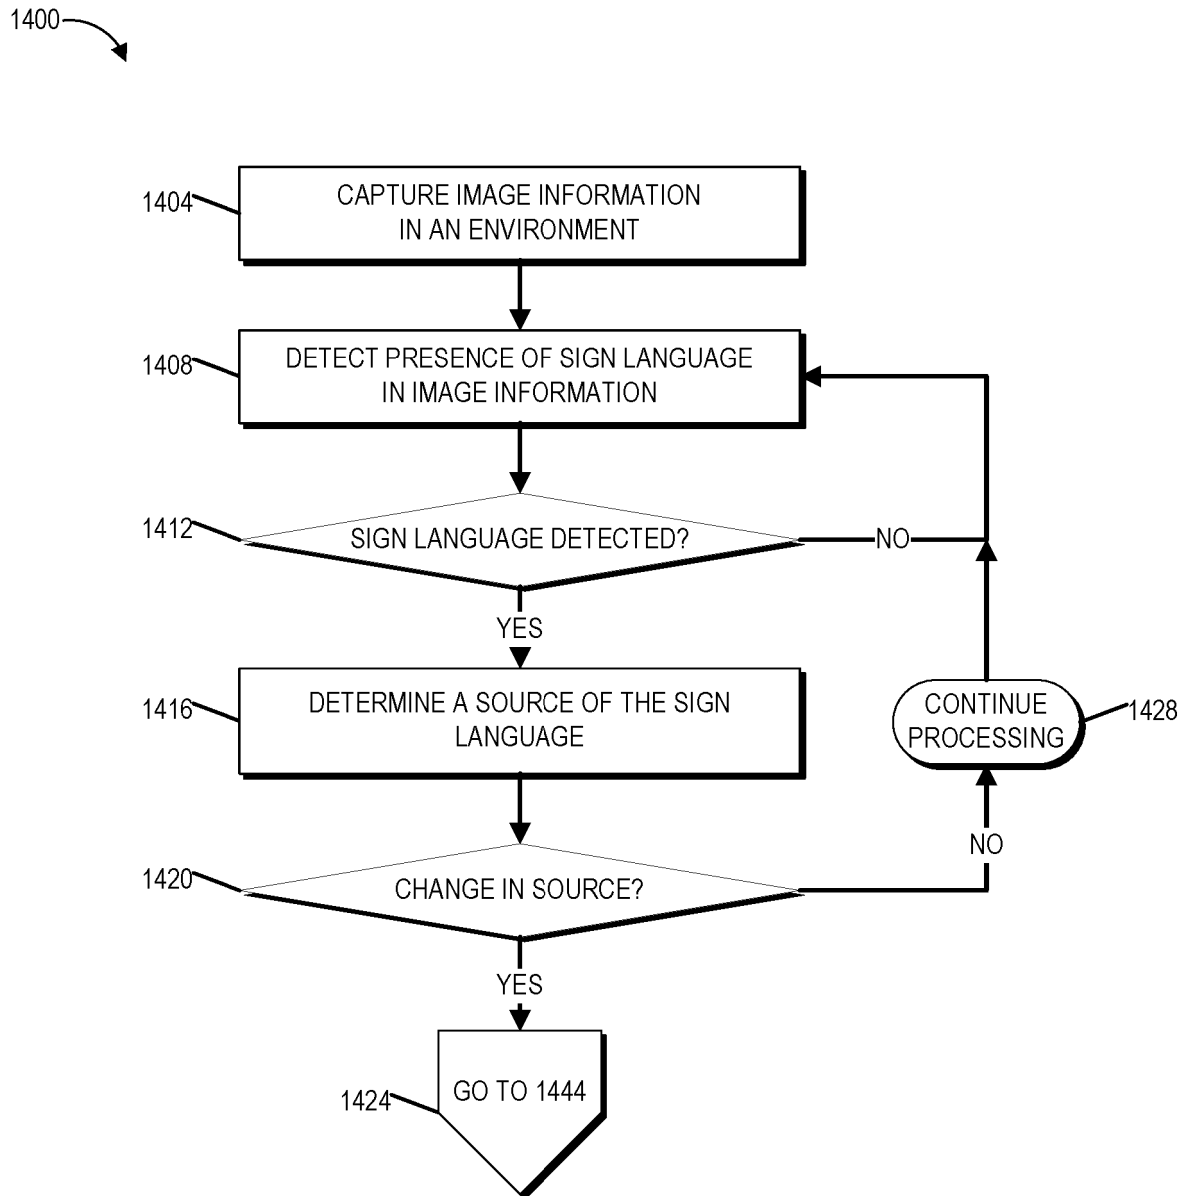 1400
1404
CAPTURE IMAGE INFORMATION
IN AN ENVIRONMENT
1408
DETECT PRESENCE OF SIGN LANGUAGE
IN IMAGE INFORMATION
1412
SIGN LANGUAGE DETECTED?
NO
YES
1416
DETERMINE A SOURCE OF THE SIGN
LANGUAGE
CONTINUE
PROCESSING
1428
1420
CHANGE IN SOURCE?
NO
YES
1424
GO TO 1444